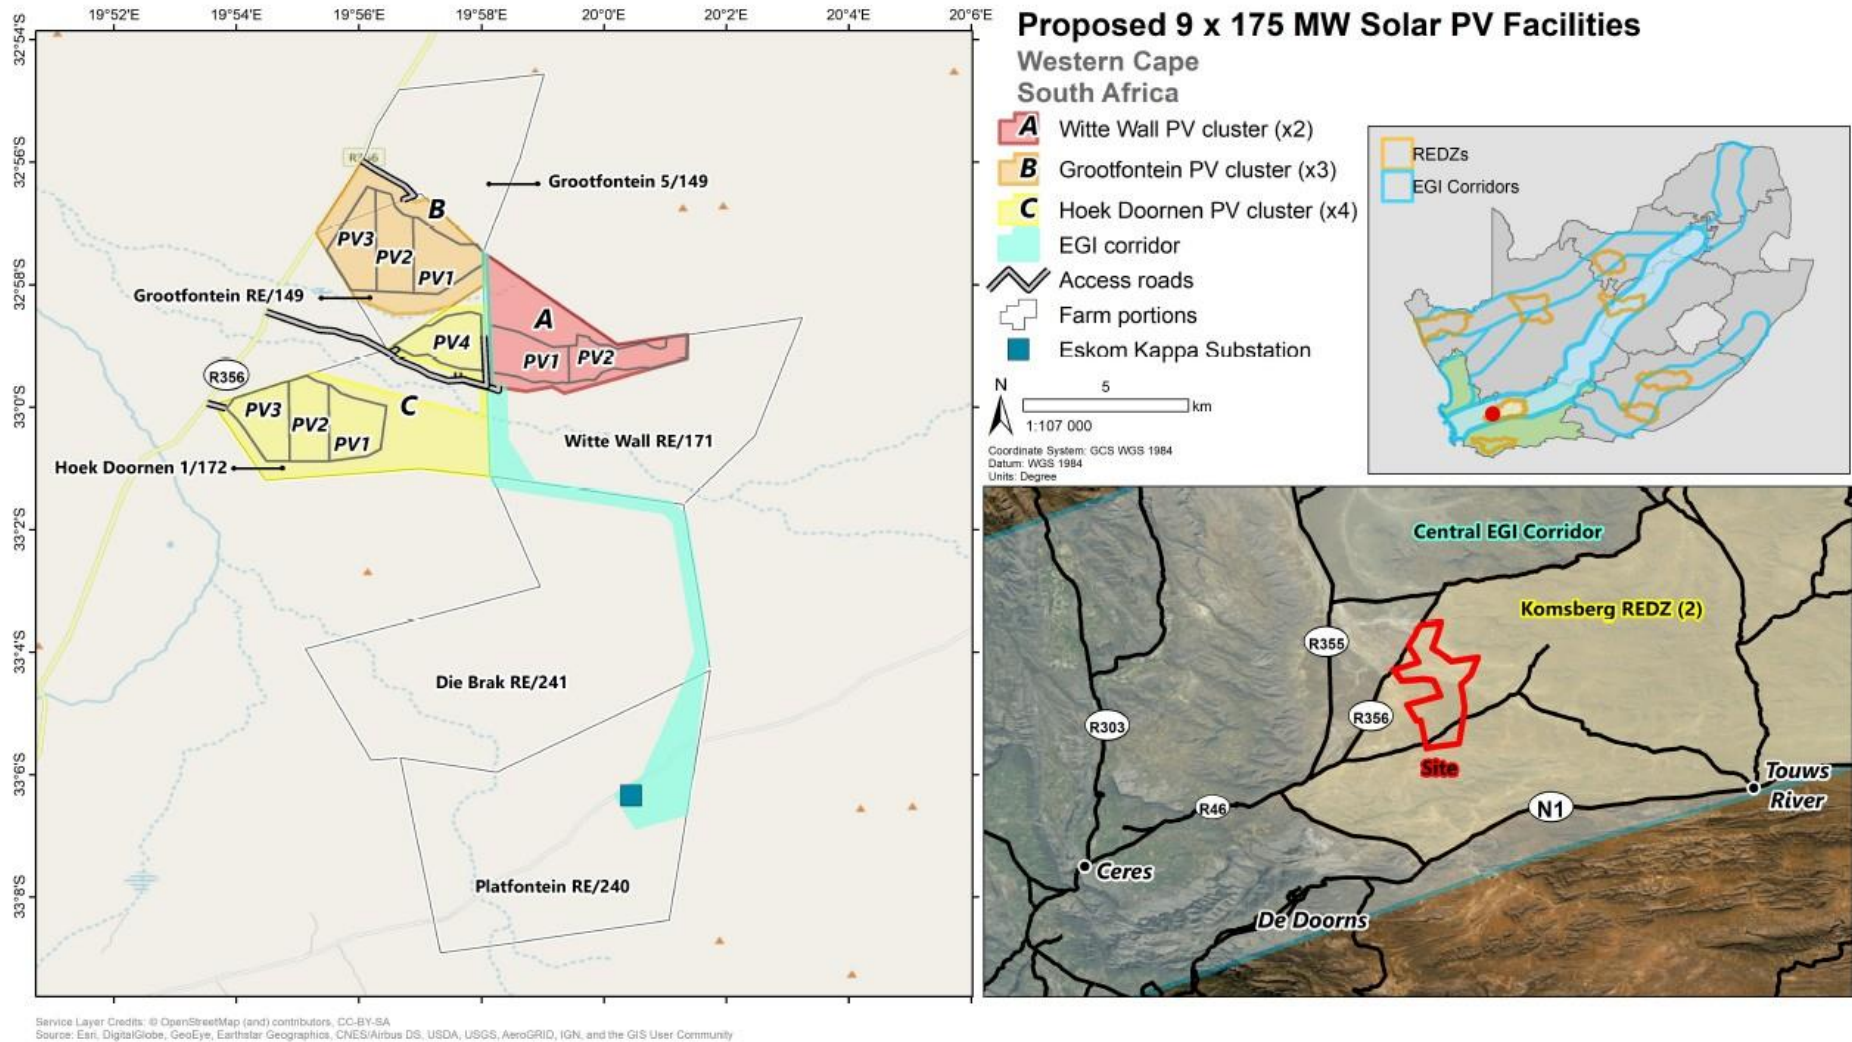 19°52'E 19°54'E 19°56'E 19°58'E 20°0'E 20°2'E 20°4'E 20°6'E
32°54'S
32°56'S
32°58'S
33°0'S
33°2'S
33°4'S
33°6'S
33°8'S
B
Grootfontein 5/149
PV3
PV2
PV1
Grootfontein RE/149
A
PV4
PV1
PV2
R356
C
PV3
PV2
PV1
Witte Wall RE/171
Hoek Doornen 1/172
Die Brak RE/241
Platfontein RE/240
Proposed 9 x 175 MW Solar PV Facilities
Western Cape
South Africa
A Witte Wall PV cluster (x2)
B Grootfontein PV cluster (x3)
C Hoek Doornen PV cluster (x4)
EGI corridor
Access roads
Farm portions
Eskom Kappa Substation
N
5
km
1:107 000
Coordinate System: GCS WGS 1984
Datum: WGS 1984
Units: Degree
REDZs
EGI Corridors
Central EGI Corridor
Komsberg REDZ (2)
R355
R356
R303
Site
Touws
River
R46
N1
Ceres
De Doorns
Service Layer Credits: © OpenStreetMap (and) contributors, CC-BY-SA
Source: Esri, DigitalGlobe, GeoEye, Earthstar Geographics, CNES/Airbus DS, USDA, USGS, AeroGRID, IGN, and the GIS User Community